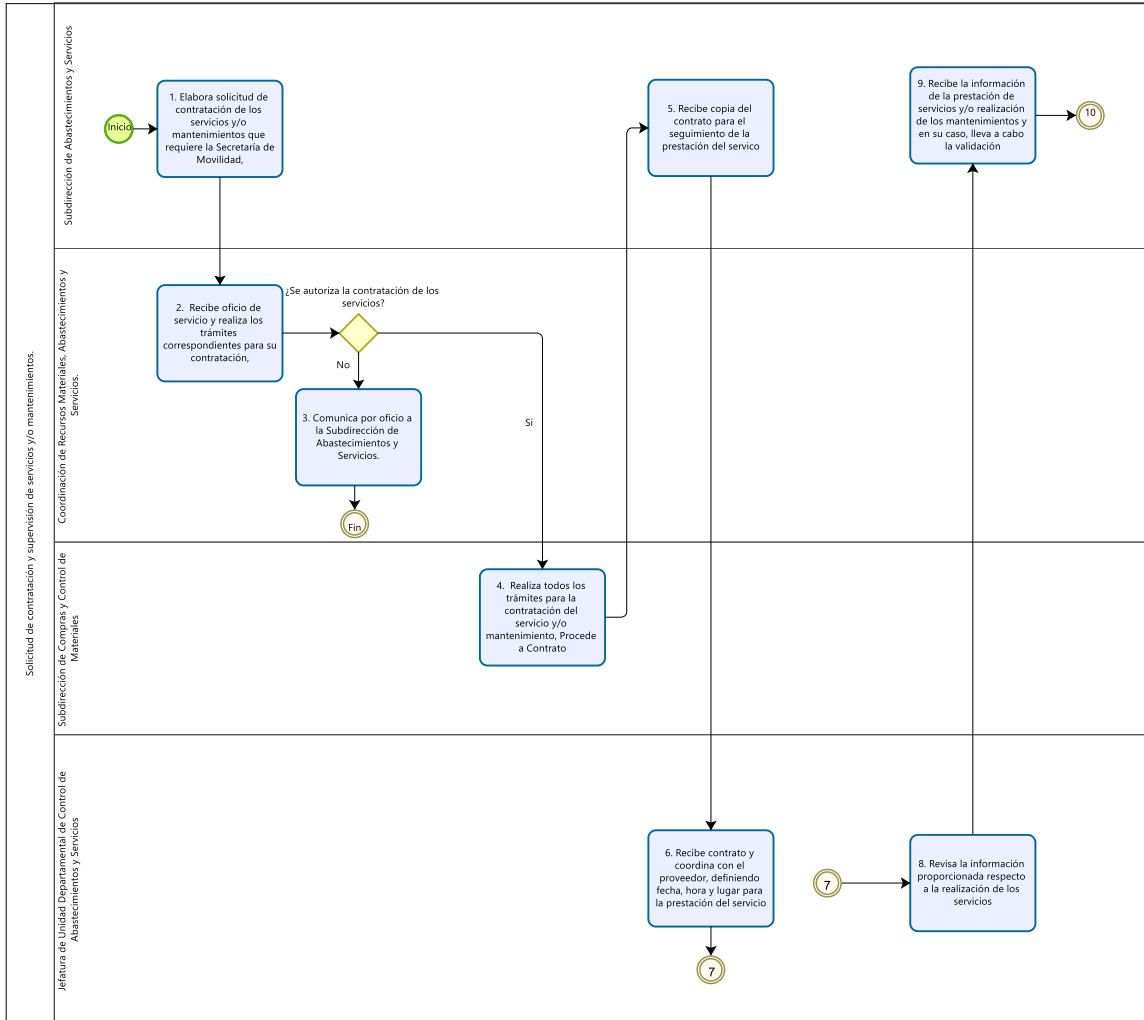 Solicitud de contratación y supervisión de servicios y/o mantenimientos.
Subdirección de Abastecimientos y Servicios
Inicio
1. Elabora solicitud de
contratación de los
servicios y/o
mantenimientos que
requiere la Secretaría de
Movilidad,
5. Recibe copia del
contrato para el
seguimiento de la
prestación del servico
9. Recibe la información
de la prestación de
servicios y/o realización
de los mantenimientos y
en su caso, lleva a cabo
la validación
10
Coordinación de Recursos Materiales, Abastecimientos y
Servicios.
2. Recibe oficio de
servicio y realiza los
trámites
correspondientes para su
contratación,
¿Se autoriza la contratación de los
servicios?
No
Si
3. Comunica por oficio a
la Subdirección de
Abastecimientos y
Servicios.
Fin
Subdirección de Compras y Control de
Materiales
4. Realiza todos los
trámites para la
contratación del
servicio y/o
mantenimiento, Procede
a Contrato
Jefatura de Unidad Departamental de Control de
Abastecimientos y Servicios
6. Recibe contrato y
coordina con el
proveedor, definiendo
fecha, hora y lugar para
la prestación del servicio
7
7
8. Revisa la información
proporcionada respecto
a la realización de los
servicios